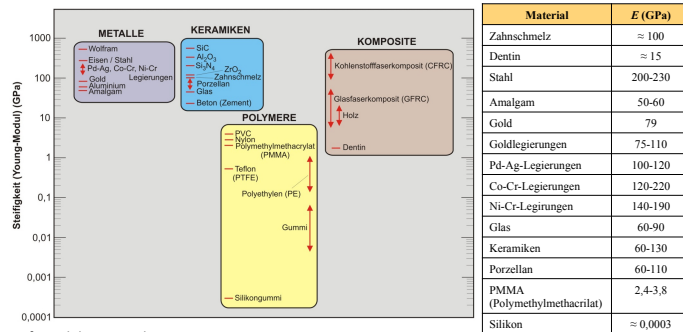 METALLE
Wolfram
Eisen / Stahl
Pd-Ag, Co-Cr, Ni-Cr
Gold Legierungen
Aluminium
Amalgam
KERAMIKEN
SiC
Al2O3
Si3N4
ZrO2
Zahnschmelz
Porzellan
Glas
Beton (Zement)
KOMPOSITE
Kohlenstofffaserkomposit (CFRC)
Glasfaserkomposit (GFRC)
Holz
Dentin
POLYMERE
PVC
Nylon
Polymethylmethacrylat
(PMMA)
Teflon
(PTFE)
Polyethylen (PE)
Gummi
Silikongummi
Steifigkeit (Young-Modul) (GPa)
1000
100
10
1
0,1
0,01
0,001
0,0001
Material E (GPa)
Zahnschmelz ≈ 100
Dentin ≈ 15
Stahl 200-230
Amalgam 50-60
Gold 79
Goldlegierungen 75-110
Pd-Ag-Legierungen 100-120
Co-Cr-Legierungen 120-220
Ni-Cr-Legirungen 140-190
Glas 60-90
Keramiken 60-130
Porzellan 60-110
PMMA 2,4-3,8
(Polymethylmethacrilat)
Silikon ≈ 0,0003